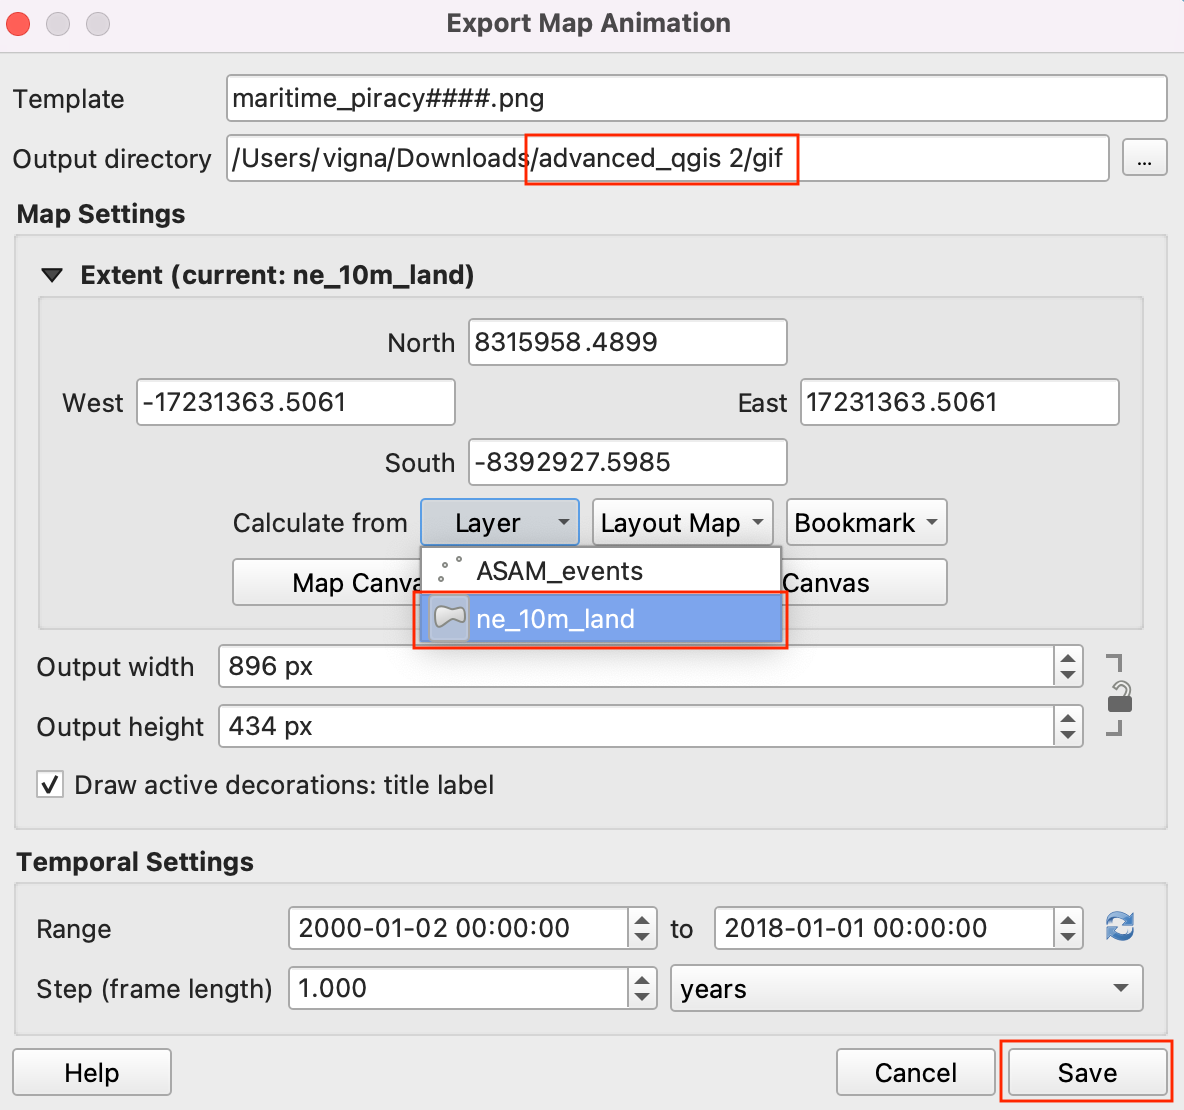 Export Map Animation
Template maritime_piracy####.png
Output directory /Users/vigna/Downloads/advanced_qgis 2/gif ...
Map Settings
Extent (current: ne_10m_land)
North 8315958.4899
West -17231363.5061 East 17231363.5061
South -8392927.5985
Calculate from Layer Layout Map Bookmark
ASAM_events
Map Canva Canvas
ne_10m_land
Output width 896 px
Output height 434 px
Draw active decorations: title label
Temporal Settings
Range 2000-01-02 00:00:00 to 2018-01-01 00:00:00
Step (frame length) 1.000 years
Help Cancel Save